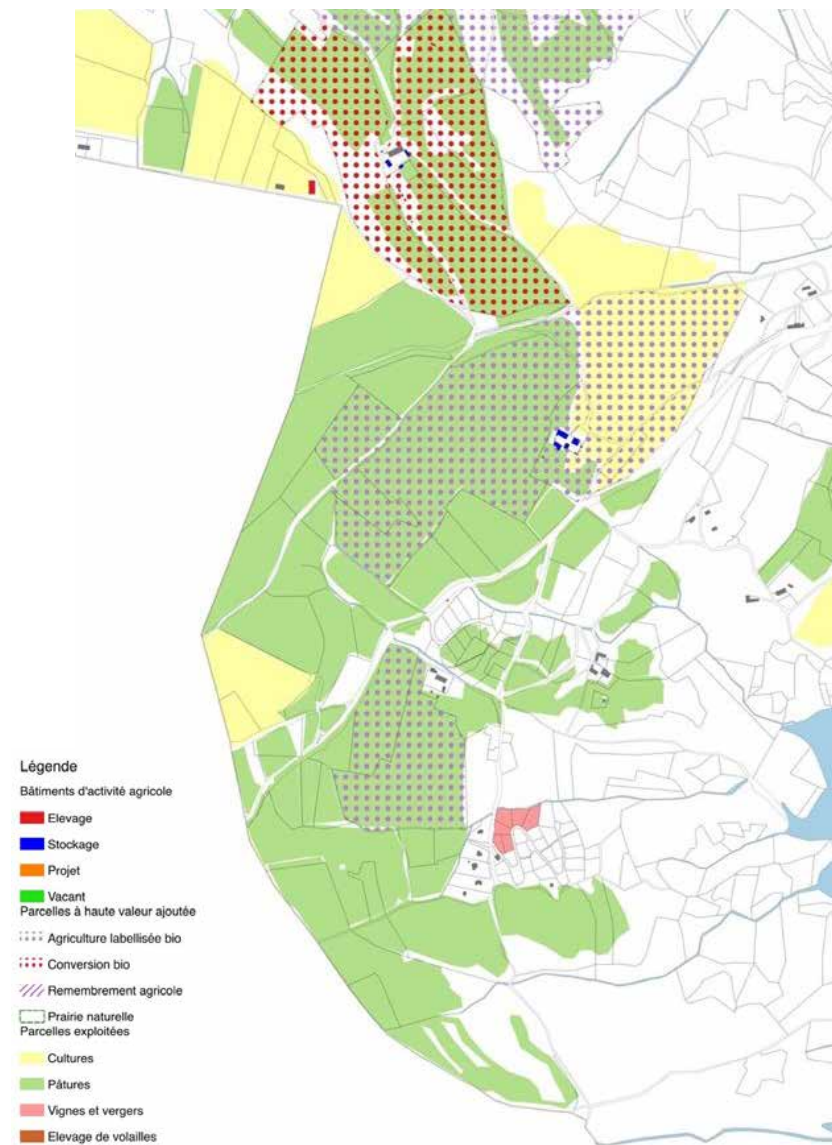 Légende
Bâtiments d'activité agricole
Elevage
Stockage
Projet
Vacant
Parcelles à haute valeur ajoutée
Agriculture labellisée bio
Conversion bio
Remembrement agricole
Prairie naturelle
Parcelles exploitées
Cultures
Pâtures
Vignes et vergers
Elevage de volailles